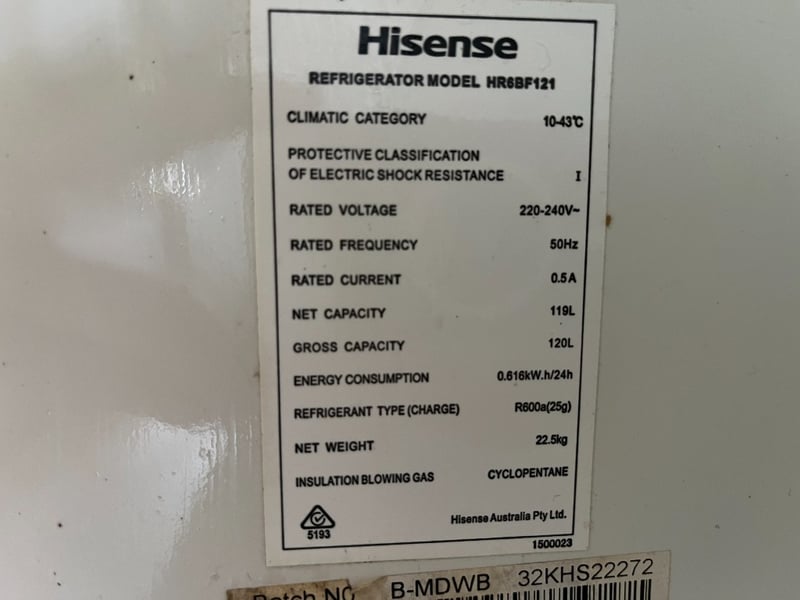 Hisense
REFRIGERATOR MODEL HR6BF121
CLIMATIC CATEGORY 10-43℃
PROTECTIVE CLASSIFICATION
OF ELECTRIC SHOCK RESISTANCE I
RATED VOLTAGE 220-240V~
RATED FREQUENCY 50Hz
RATED CURRENT 0.5A
NET CAPACITY 119L
GROSS CAPACITY 120L
ENERGY CONSUMPTION 0.616kW.h/24h
REFRIGERANT TYPE (CHARGE) R600a(25g)
NET WEIGHT 22.5kg
INSULATION BLOWING GAS CYCLOPENTANE
5193
Hisense Australia Pty Ltd.
1500023
Batch NO B-MDWB 32KHS22272